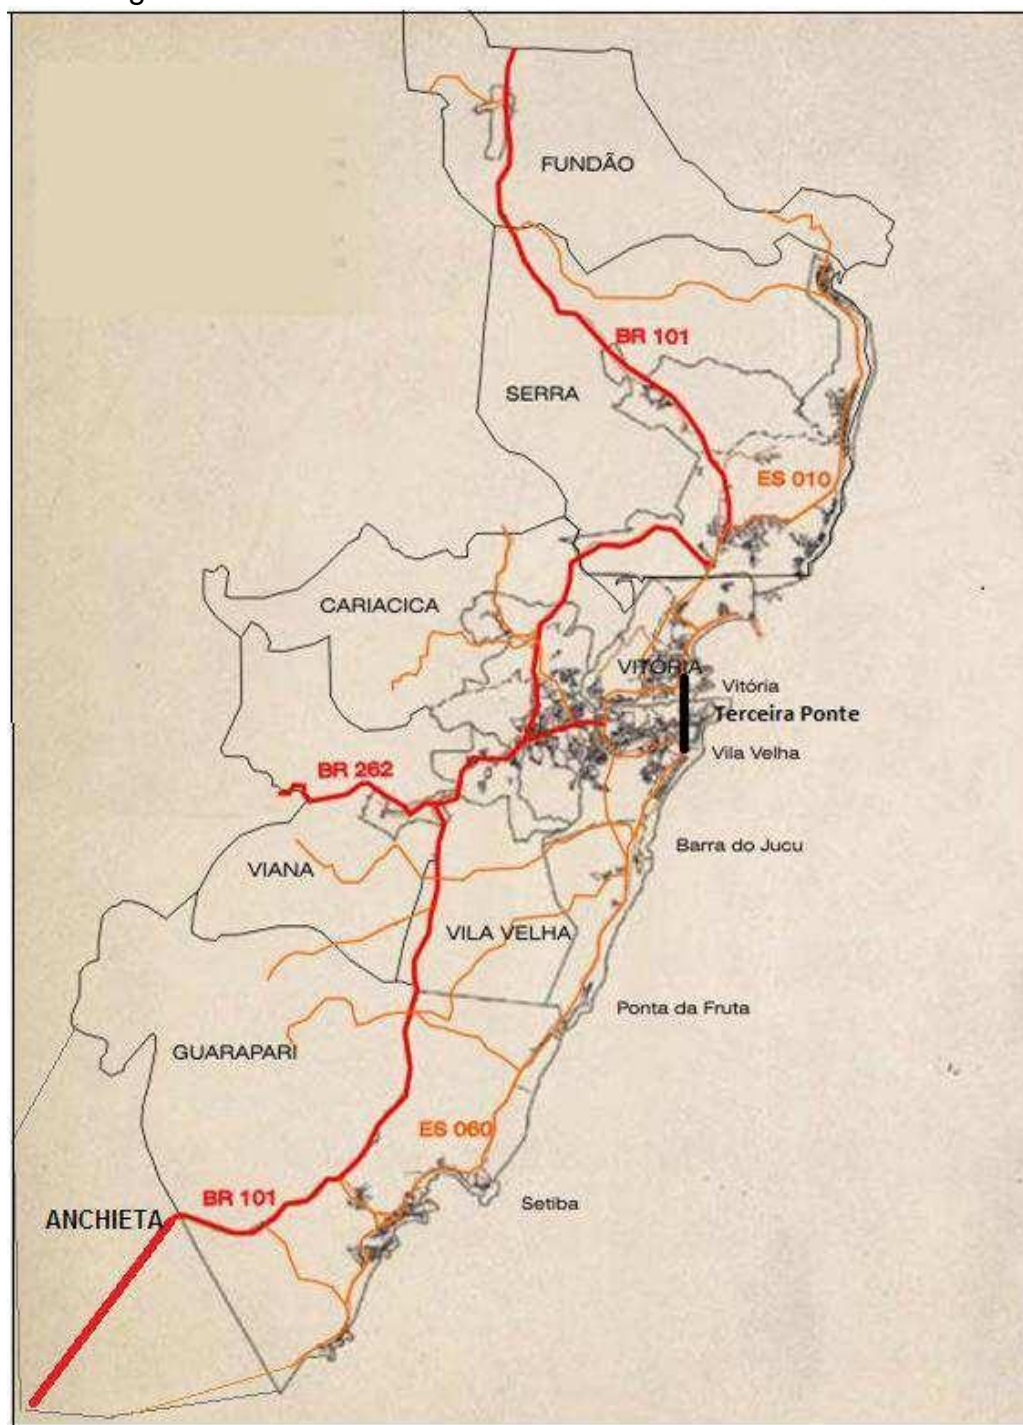 FUNDÃO
BR 101
SERRA
ES 010
CARIACICA
VITÓRIA
Vitória
Terceira Ponte
Vila Velha
BR 262
Barra do Jucu
VIANA
VILA VELHA
Ponta da Fruta
GUARAPARI
ES 060
BR 101
Setiba
ANCHIETA